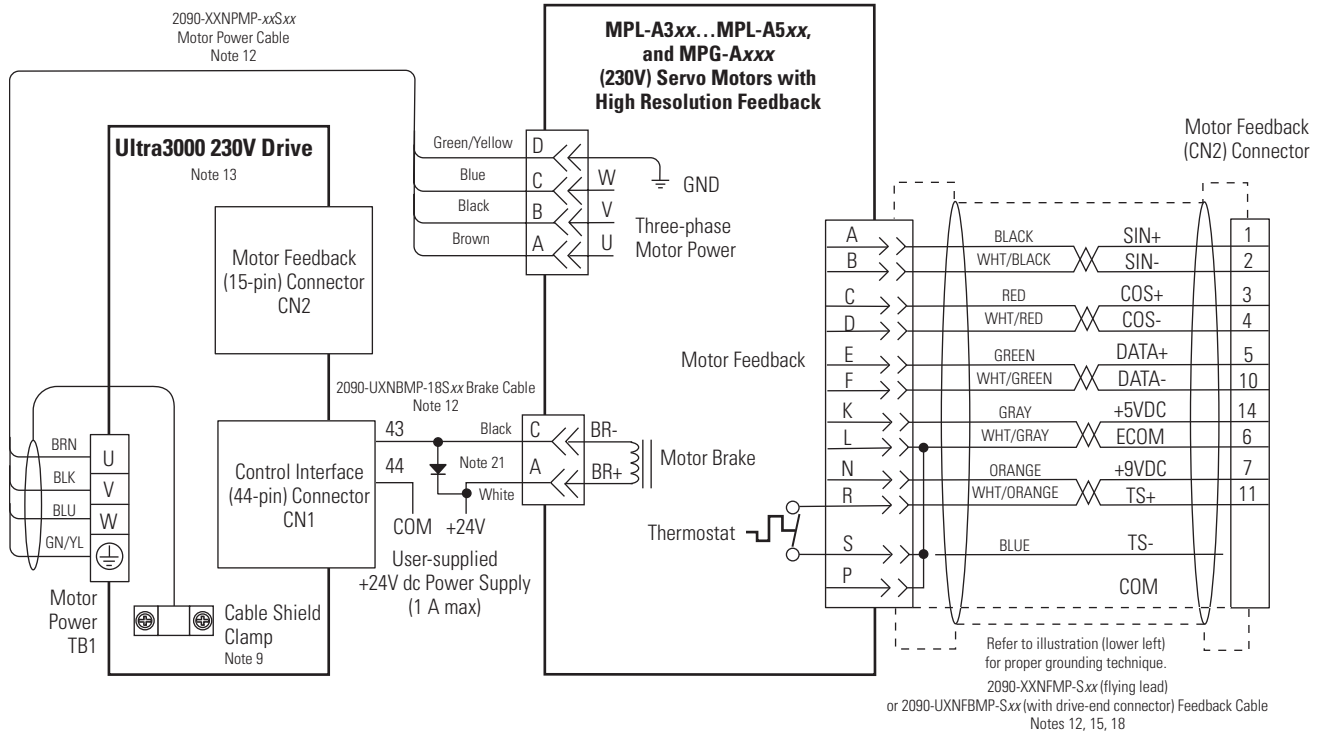 2090-XXNPMP-xxSxx
Motor Power Cable
Note 12
MPL-A3xx...MPL-A5xx,
and MPG-Axxx
(230V) Servo Motors with
High Resolution Feedback
Ultra3000 230V Drive
Note 13
Motor Feedback
(15-pin) Connector
CN2
Control Interface
(44-pin) Connector
CN1
BRN
BLK
BLU
GN/YL
U
V
W
Motor
Power
TB1
Cable Shield
Clamp
Note 9
Green/Yellow
Blue
Black
Brown
D
C
B
A
W
V
U
GND
Three-phase
Motor Power
2090-UXNBMP-18Sxx Brake Cable
Note 12
43
44
Black
Note 21
White
C
A
BR-
BR+
Motor Brake
COM +24V
User-supplied
+24V dc Power Supply
(1 A max)
Motor Feedback
Thermostat
Motor Feedback
(CN2) Connector
A BLACK SIN+ 1
B WHT/BLACK SIN- 2
C RED COS+ 3
D WHT/RED COS- 4
E GREEN DATA+ 5
F WHT/GREEN DATA- 10
K GRAY +5VDC 14
L WHT/GRAY ECOM 6
N ORANGE +9VDC 7
R WHT/ORANGE TS+ 11
S BLUE TS-
P COM
Refer to illustration (lower left)
for proper grounding technique.
2090-XXNFMP-Sxx (flying lead)
or 2090-UXNFBMP-Sxx (with drive-end connector) Feedback Cable
Notes 12, 15, 18